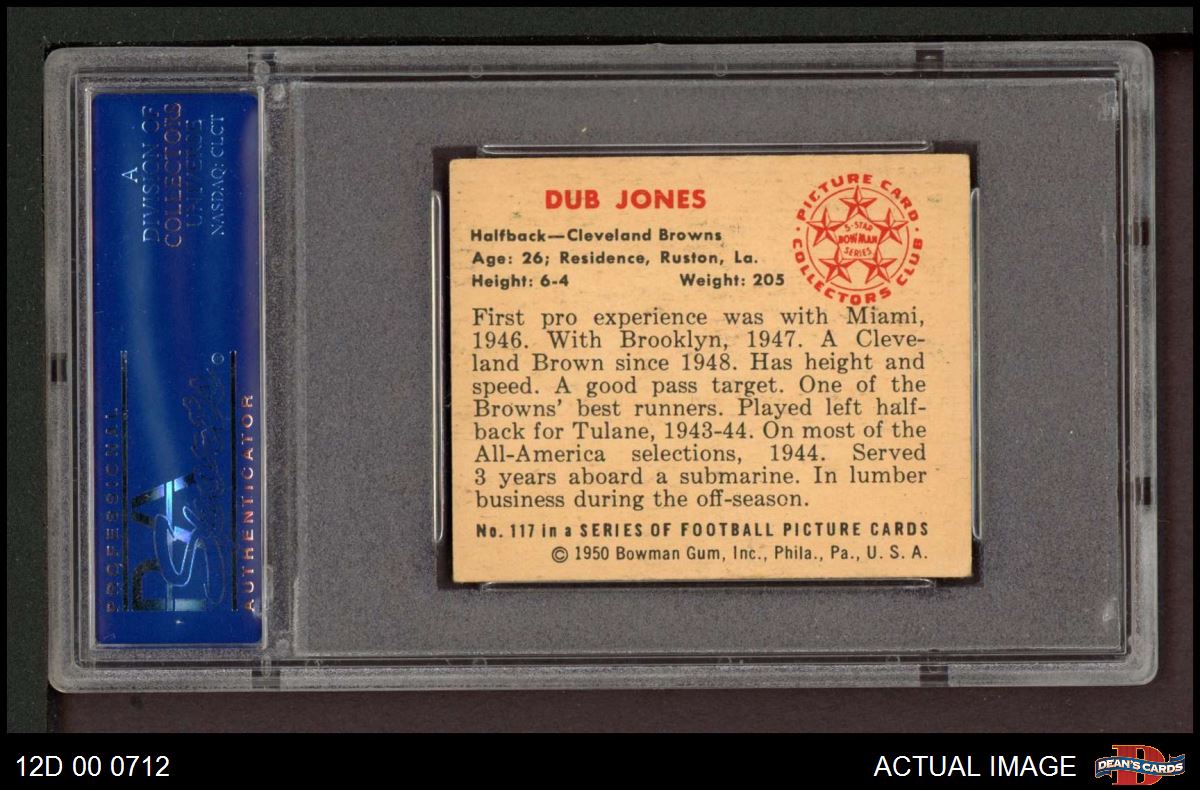 A
DIVISION OF
COLLECTORS
UNIVERSE
NASDAQ: CLCT
PROFESSIONAL
PSA
AUTHENTICATOR
DUB JONES
Halfback—Cleveland Browns
Age: 26; Residence, Ruston, La.
Height: 6-4 Weight: 205
PICTURE CARD
COLLECTORS CLUB
5-STAR
BOWMAN
SERIES
First pro experience was with Miami,
1946. With Brooklyn, 1947. A Cleve-
land Brown since 1948. Has height and
speed. A good pass target. One of the
Browns' best runners. Played left half-
back for Tulane, 1943-44. On most of the
All-America selections, 1944. Served
3 years aboard a submarine. In lumber
business during the off-season.
No. 117 in a SERIES OF FOOTBALL PICTURE CARDS
© 1950 Bowman Gum, Inc., Phila., Pa., U. S. A.
12D 00 0712
ACTUAL IMAGE
DEAN'S CARDS